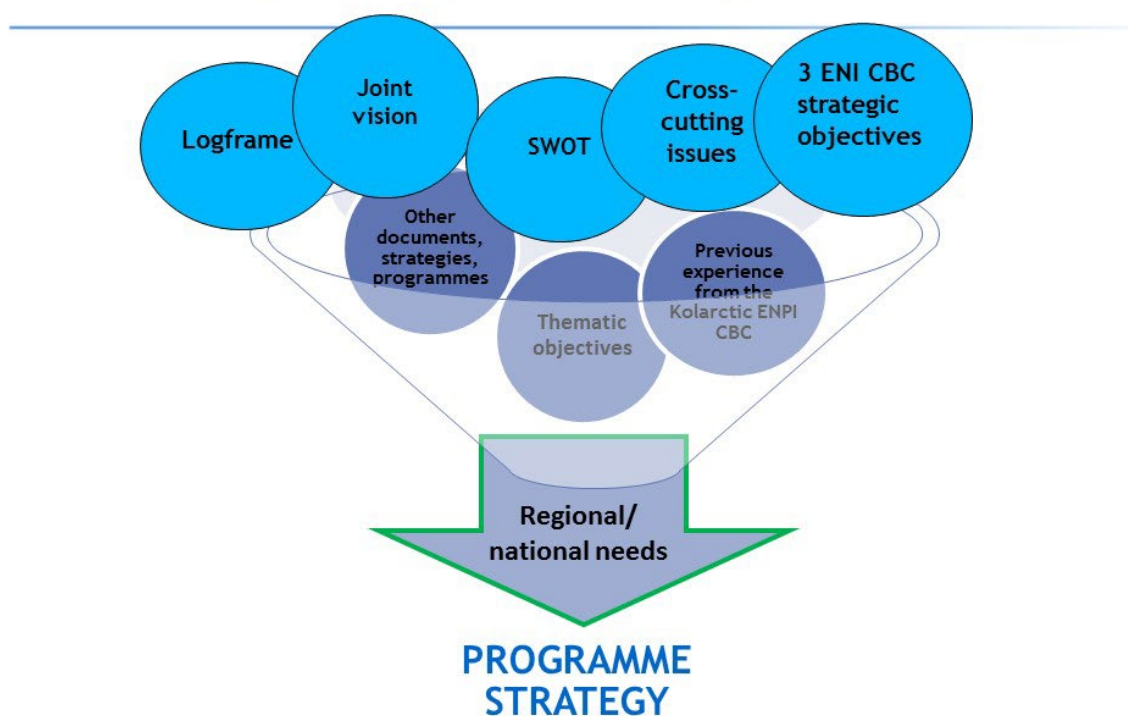 Logframe
Joint
vision
SWOT
Cross-
cutting
issues
3 ENI CBC
strategic
objectives
Other
documents,
strategies,
programmes
Thematic
objectives
Previous
experience
from the
Kolarctic ENPI
CBC
Regional/
national needs
PROGRAMME
STRATEGY